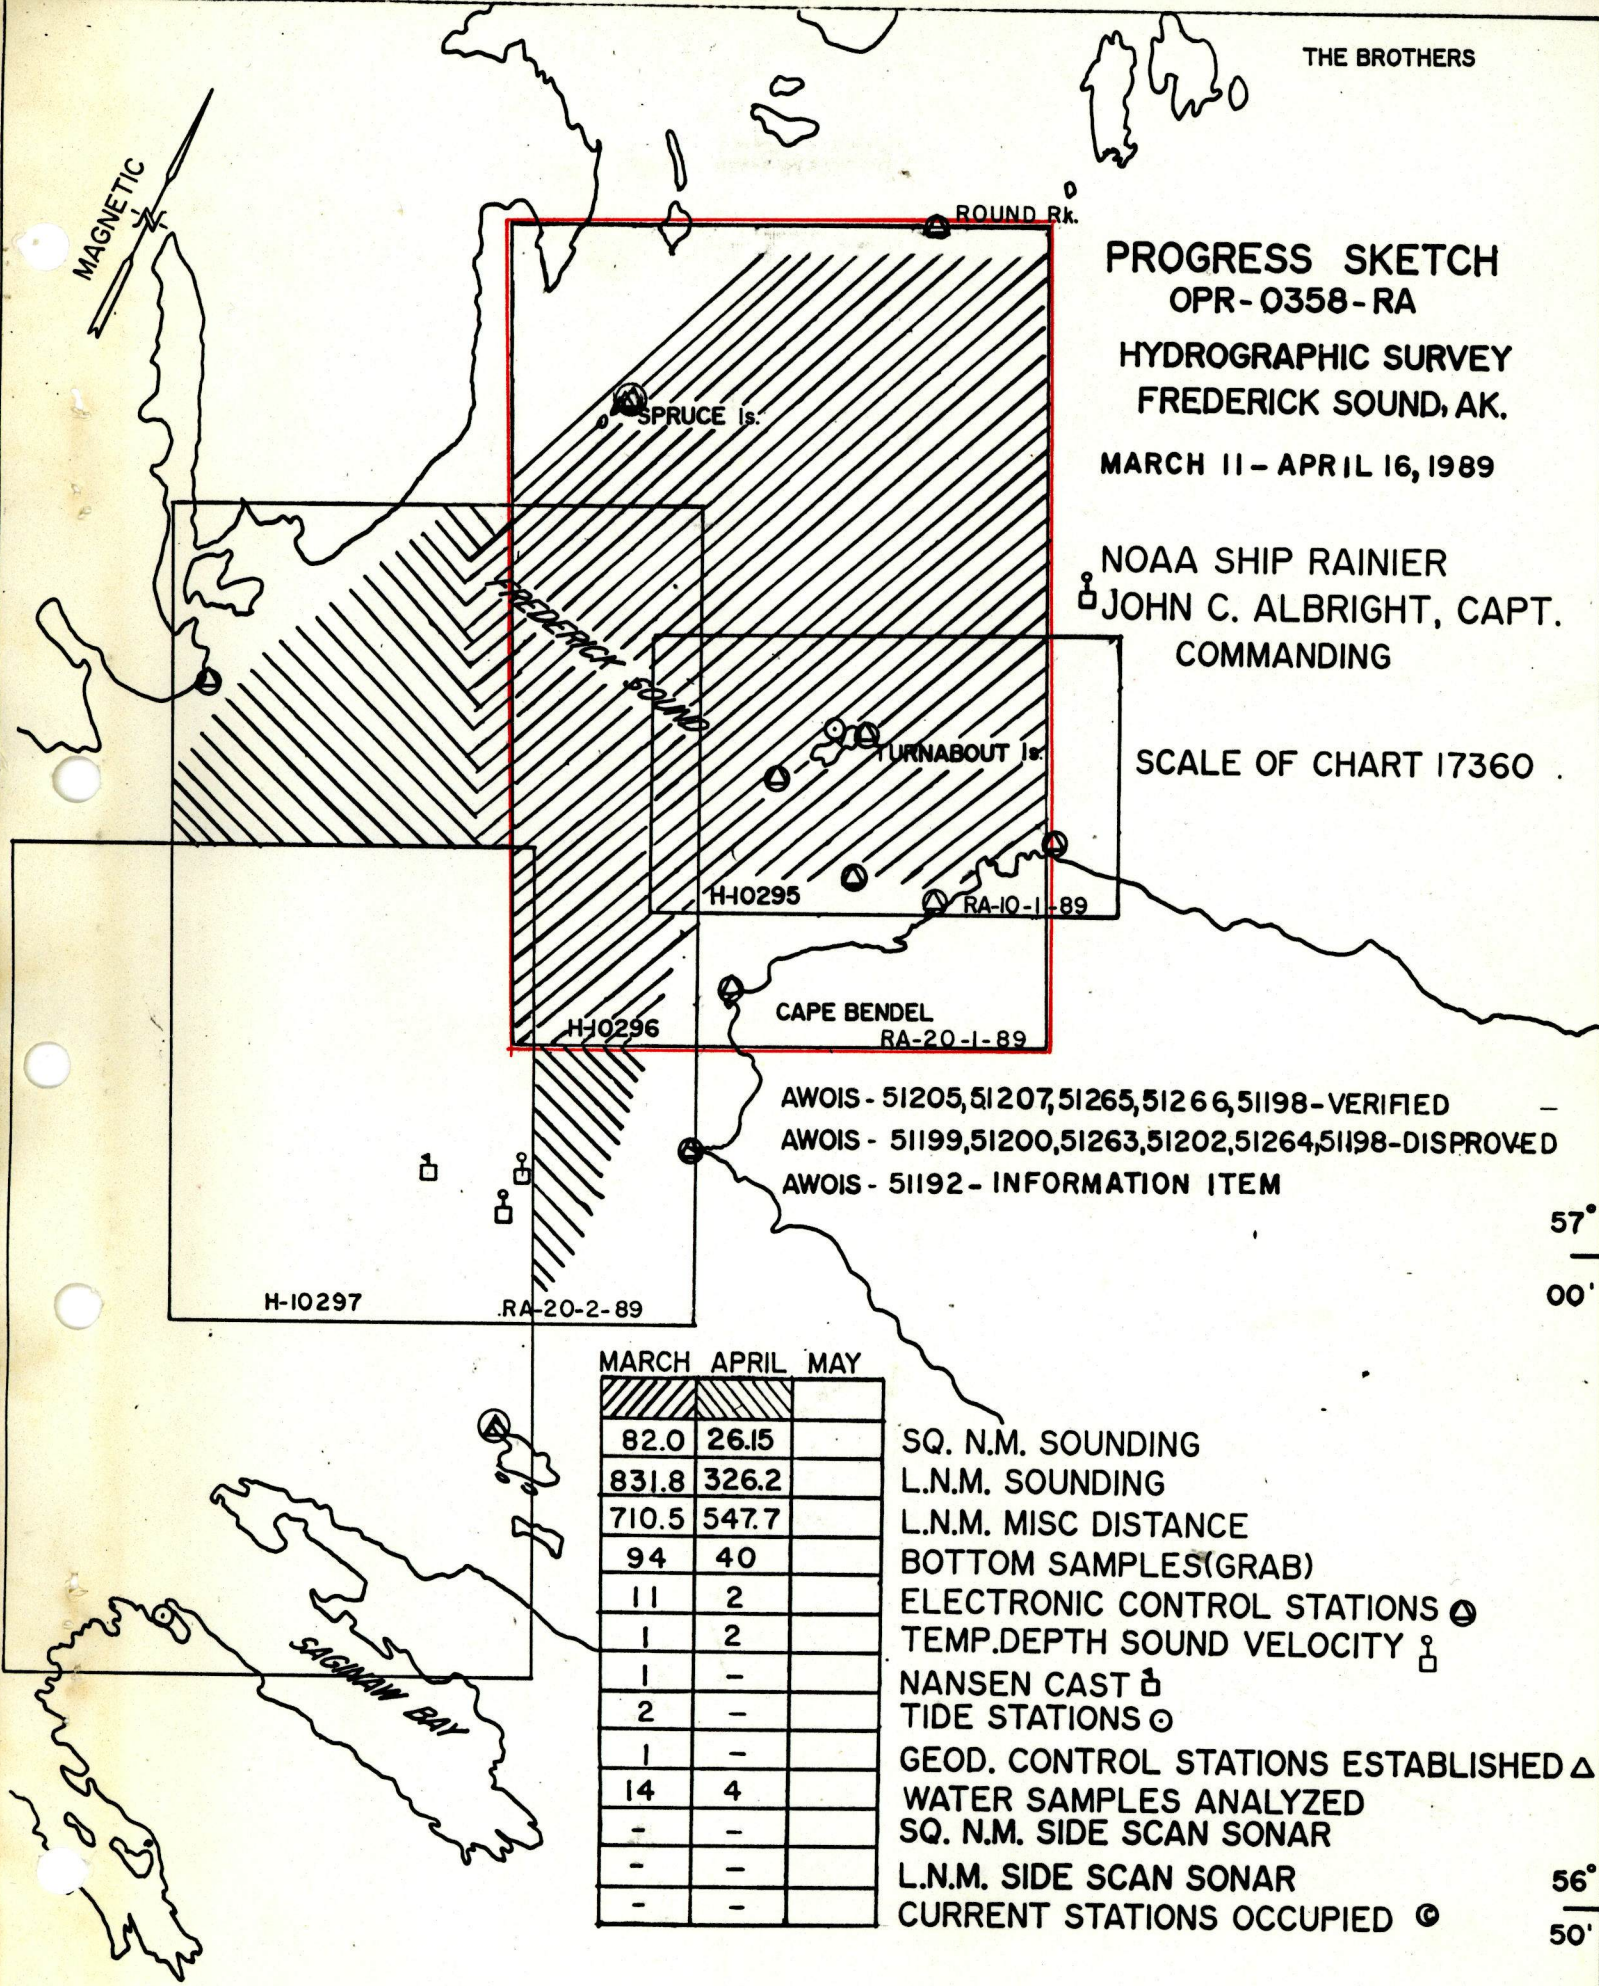 THE BROTHERS
MAGNETIC
ROUND Rk.
PROGRESS SKETCH
OPR-O358-RA
HYDROGRAPHIC SURVEY
FREDERICK SOUND, AK.
MARCH 11 - APRIL 16, 1989
SPRUCE Is.
NOAA SHIP RAINIER
JOHN C. ALBRIGHT, CAPT.
COMMANDING
FREDERICK SOUND
TURNABOUT Is.
SCALE OF CHART 17360
H-10295
RA-10-1-89
CAPE BENDEL
H-10296
RA-20-1-89
AWOIS - 51205,51207,51265,51266,51198-VERIFIED
AWOIS - 51199,51200,51263,51202,51264,51198-DISPROVED
AWOIS - 51192 - INFORMATION ITEM
57°
00'
H-10297
RA-20-2-89
MARCH APRIL MAY
82.0 26.15 SQ. N.M. SOUNDING
831.8 326.2 L.N.M. SOUNDING
710.5 547.7 L.N.M. MISC DISTANCE
94 40 BOTTOM SAMPLES(GRAB)
11 2 ELECTRONIC CONTROL STATIONS
1 2 TEMP.DEPTH SOUND VELOCITY
1 - NANSEN CAST
2 - TIDE STATIONS
1 - GEOD. CONTROL STATIONS ESTABLISHED
14 4 WATER SAMPLES ANALYZED
- - SQ. N.M. SIDE SCAN SONAR
- - L.N.M. SIDE SCAN SONAR
- - CURRENT STATIONS OCCUPIED ©
SAGINAW BAY
56°
50'